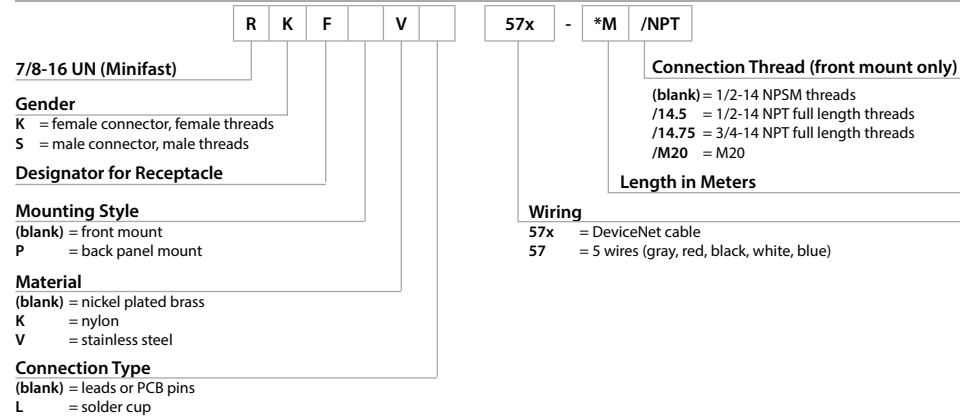 R K F V 57x - *M /NPT
7/8-16 UN (Minifast)
Gender
K = female connector, female threads
S = male connector, male threads
Designator for Receptacle
Mounting Style
(blank) = front mount
P = back panel mount
Material
(blank) = nickel plated brass
K = nylon
V = stainless steel
Connection Type
(blank) = leads or PCB pins
L = solder cup
Connection Thread (front mount only)
(blank) = 1/2-14 NPSM threads
/14.5 = 1/2-14 NPT full length threads
/14.75 = 3/4-14 NPT full length threads
/M20 = M20
Length in Meters
Wiring
57x = DeviceNet cable
57 = 5 wires (gray, red, black, white, blue)